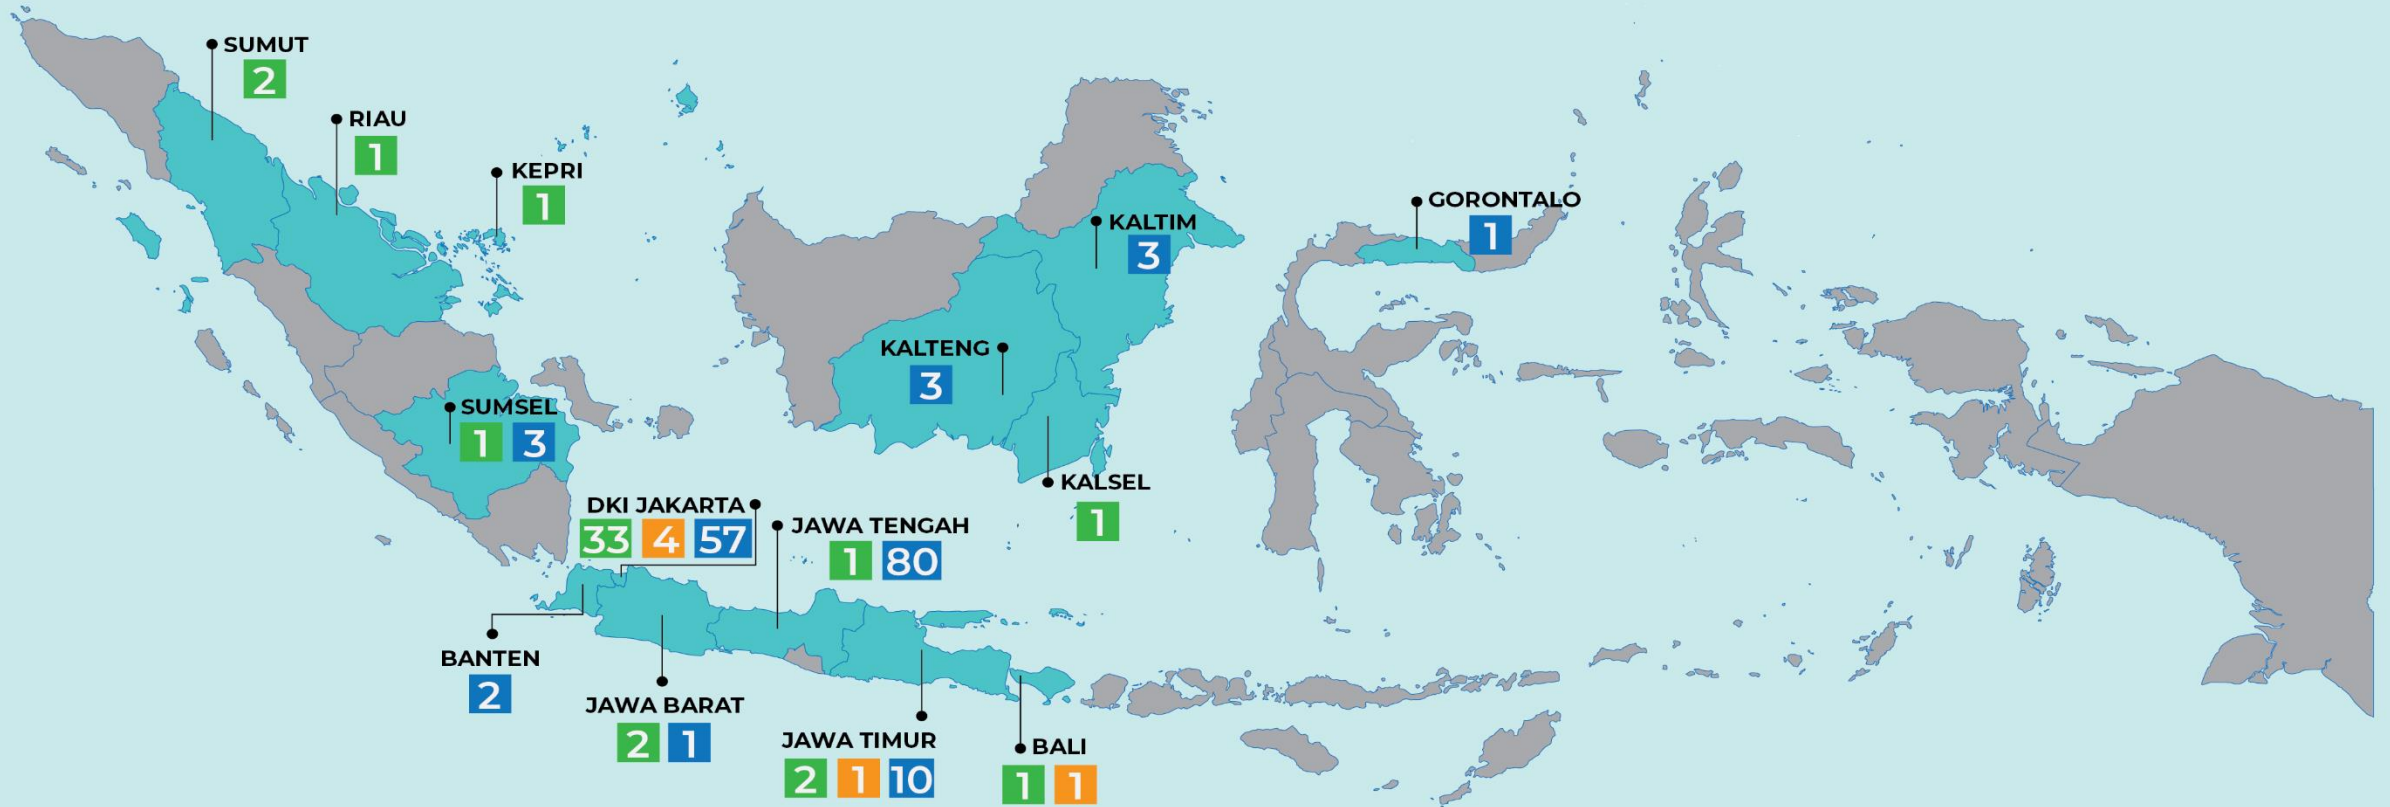 SUMUT
2
RIAU
1
KEPRI
1
KALTIM
3
GORONTALO
1
KALTENG
3
SUMSEL
1 3
KALSEL
1
DKI JAKARTA
33 4 57
JAWA TENGAH
1 80
BANTEN
2
JAWA BARAT
2 1
JAWA TIMUR
2 1 10
BALI
1 1